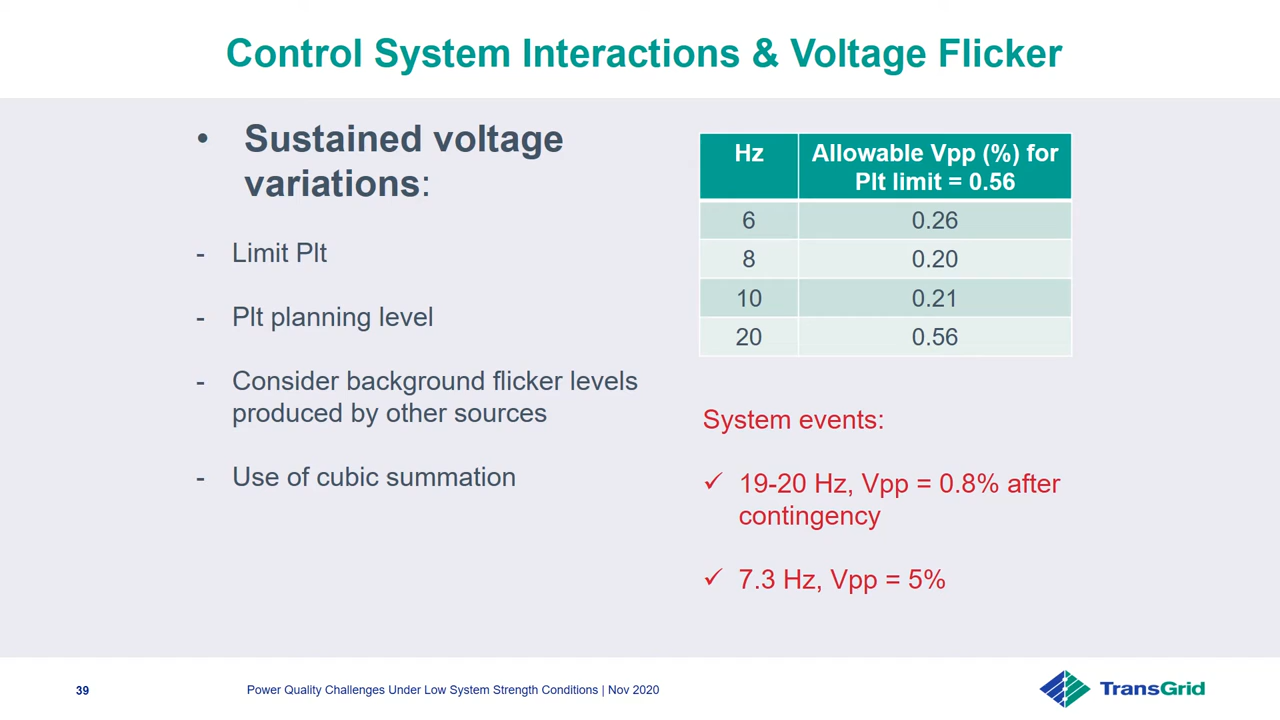 Control System Interactions & Voltage Flicker
• Sustained voltage
variations:
- Limit Plt
- Plt planning level
- Consider background flicker levels
produced by other sources
- Use of cubic summation
Hz Allowable Vpp (%) for
Plt limit = 0.56
6 0.26
8 0.20
10 0.21
20 0.56
System events:
✓ 19-20 Hz, Vpp = 0.8% after
contingency
✓ 7.3 Hz, Vpp = 5%
39 Power Quality Challenges Under Low System Strength Conditions | Nov 2020
TransGrid